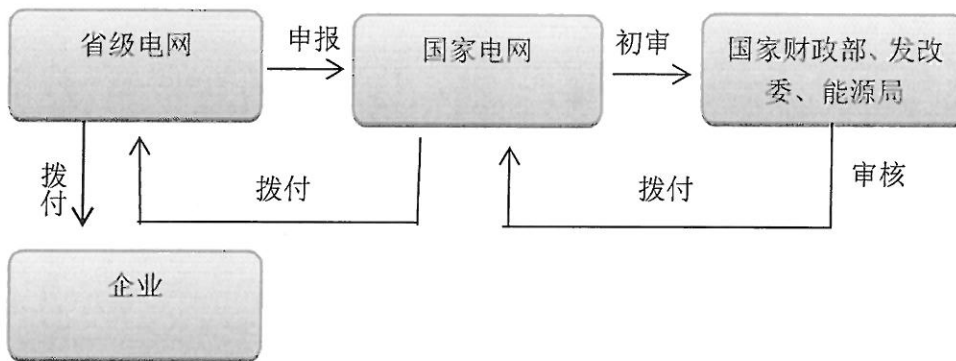 省级电网
申报
国家电网
初审
国家财政部、发改
委、能源局
拨
付
拨付
拨付
审核
企业